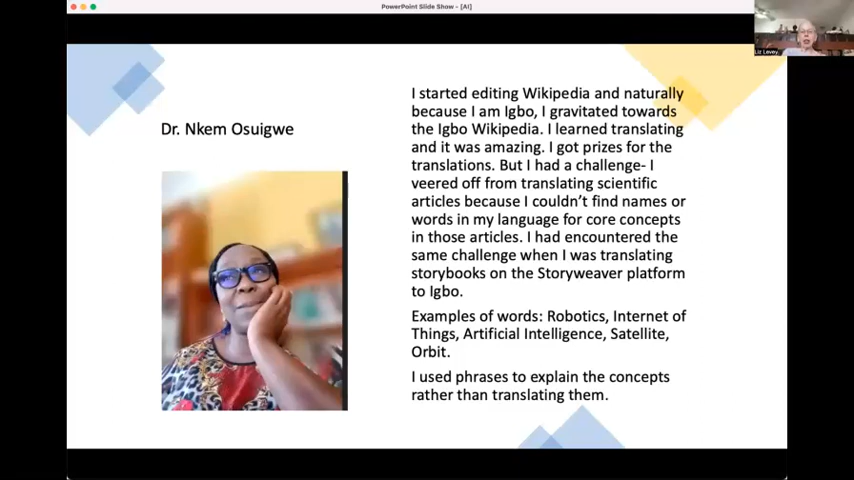 PowerPoint Slide Show - [AI]
Liz Levey
Dr. Nkem Osuigwe
I started editing Wikipedia and naturally
because I am Igbo, I gravitated towards
the Igbo Wikipedia. I learned translating
and it was amazing. I got prizes for the
translations. But I had a challenge- I
veered off from translating scientific
articles because I couldn’t find names or
words in my language for core concepts
in those articles. I had encountered the
same challenge when I was translating
storybooks on the Storyweaver platform
to Igbo.
Examples of words: Robotics, Internet of
Things, Artificial Intelligence, Satellite,
Orbit.
I used phrases to explain the concepts
rather than translating them.